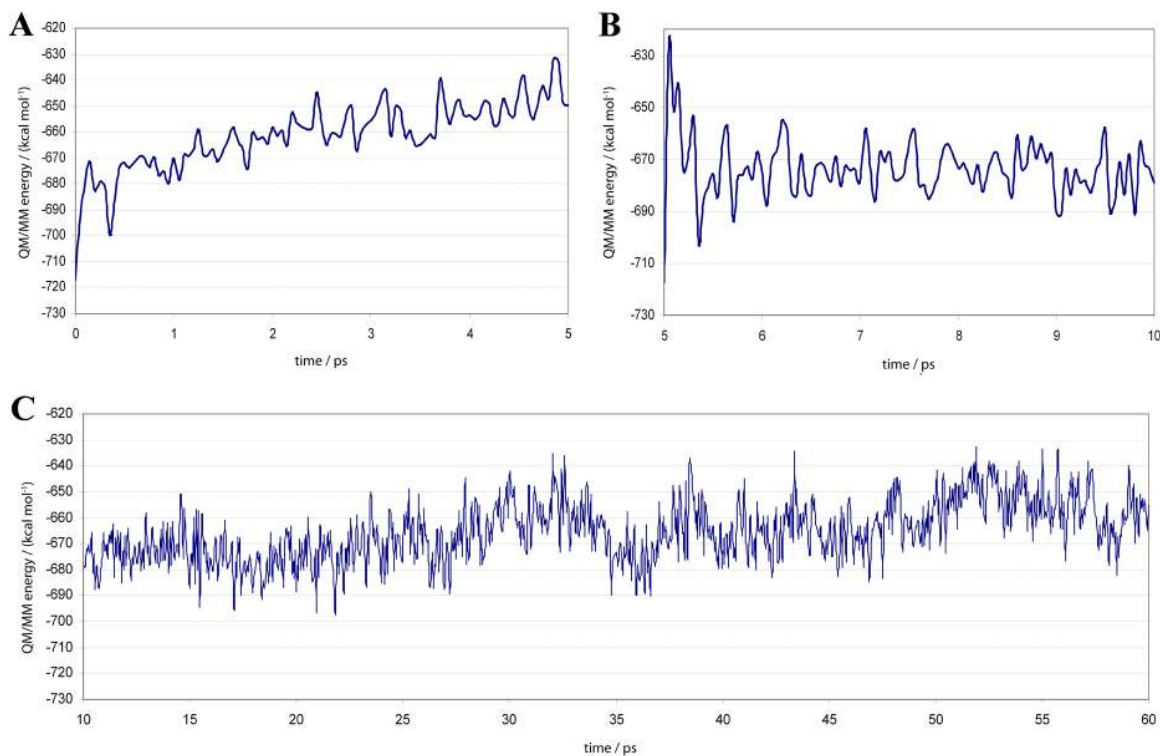 A
QM/MM energy / (kcal mol⁻¹)
-620
-630
-640
-650
-660
-670
-680
-690
-700
-710
-720
-730
0 1 2 3 4 5
time / ps
B
QM/MM energy / (kcal mol⁻¹)
-630
-650
-670
-690
-710
-730
5 6 7 8 9 10
time / ps
C
QM/MM energy / (kcal mol⁻¹)
-620
-630
-640
-650
-660
-670
-680
-690
-700
-710
-720
-730
10 15 20 25 30 35 40 45 50 55 60
time / ps